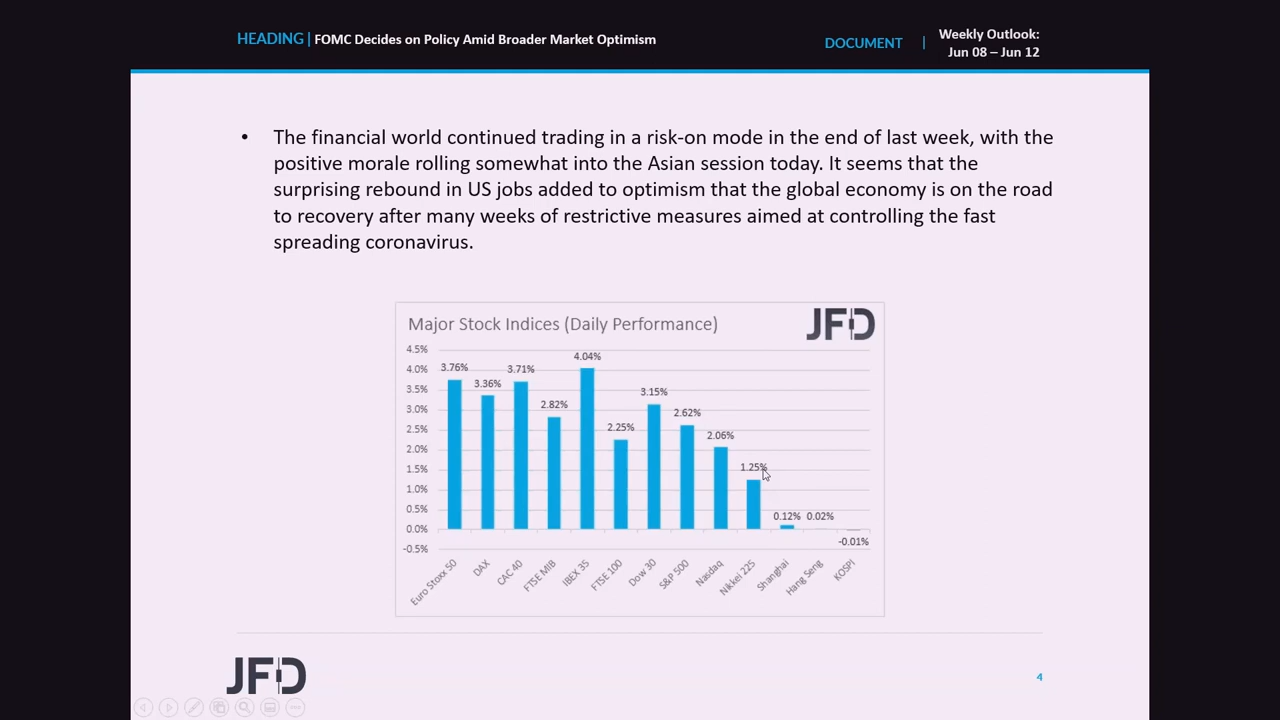 HEADING | FOMC Decides on Policy Amid Broader Market Optimism
DOCUMENT | Weekly Outlook:
Jun 08 – Jun 12
• The financial world continued trading in a risk-on mode in the end of last week, with the
positive morale rolling somewhat into the Asian session today. It seems that the
surprising rebound in US jobs added to optimism that the global economy is on the road
to recovery after many weeks of restrictive measures aimed at controlling the fast
spreading coronavirus.
Major Stock Indices (Daily Performance)
JFD
4.5%
4.0%
3.5%
3.0%
2.5%
2.0%
1.5%
1.0%
0.5%
0.0%
-0.5%
3.76%
3.36%
3.71%
2.82%
4.04%
2.25%
3.15%
2.62%
2.06%
1.25%
0.12%
0.02%
-0.01%
Euro Stoxx 50
DAX
CAC 40
FTSE MIB
IBEX 35
FTSE 100
Dow 30
S&P 500
Nasdaq
Nikkei 225
Shanghai
Hang Seng
KOSPI
JFD
4